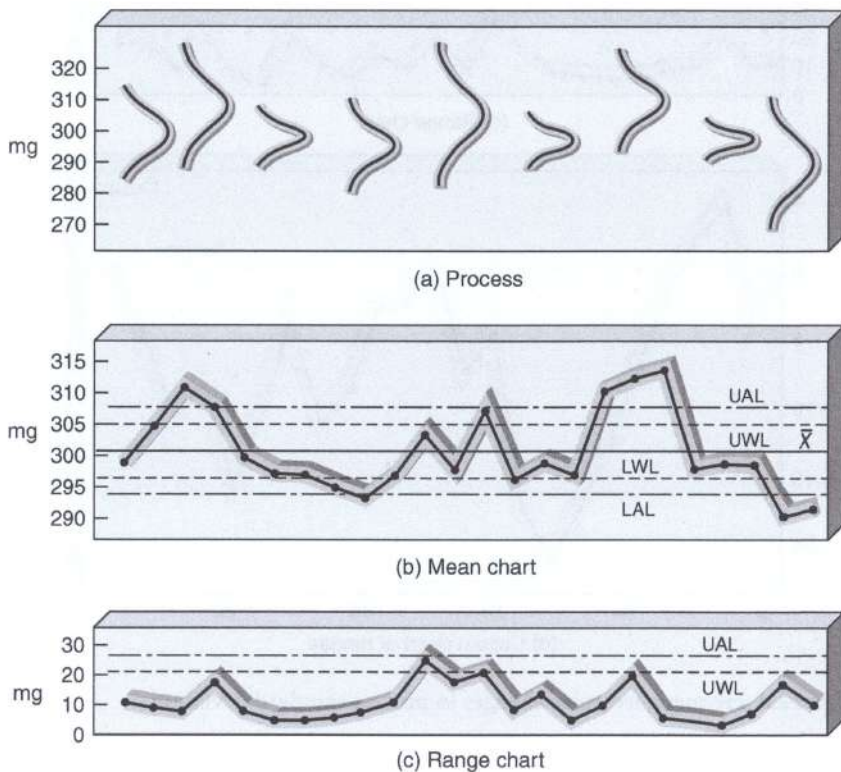 320
310
300
mg
290
280
270
(a) Process
315
310
UAL
305
mg
UWL X̄
300
LWL
295
LAL
290
(b) Mean chart
30
UAL
20
mg
UWL
10
0
(c) Range chart